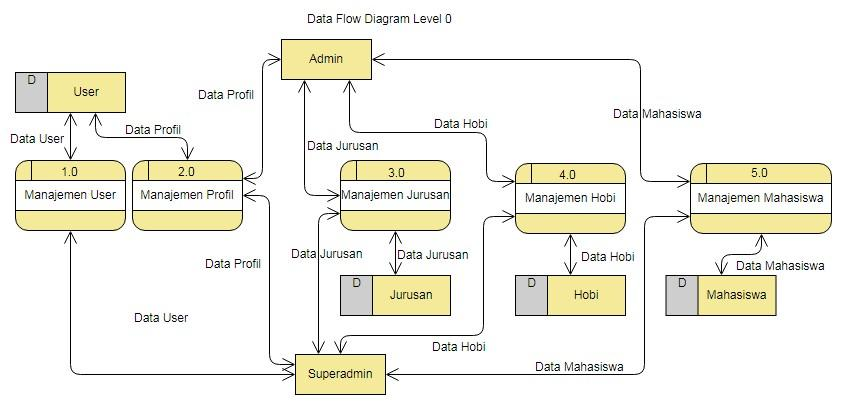 Data Flow Diagram Level 0
Admin
D
User
Data Profil
Data Mahasiswa
Data Hobi
Data User
Data Profil
Data Jurusan
1.0
Manajemen User
2.0
Manajemen Profil
3.0
Manajemen Jurusan
4.0
Manajemen Hobi
5.0
Manajemen Mahasiswa
Data Jurusan
Data Jurusan
Data Hobi
Data Profil
Data Mahasiswa
D
Jurusan
D
Hobi
D
Mahasiswa
Data User
Data Hobi
Data Mahasiswa
Superadmin